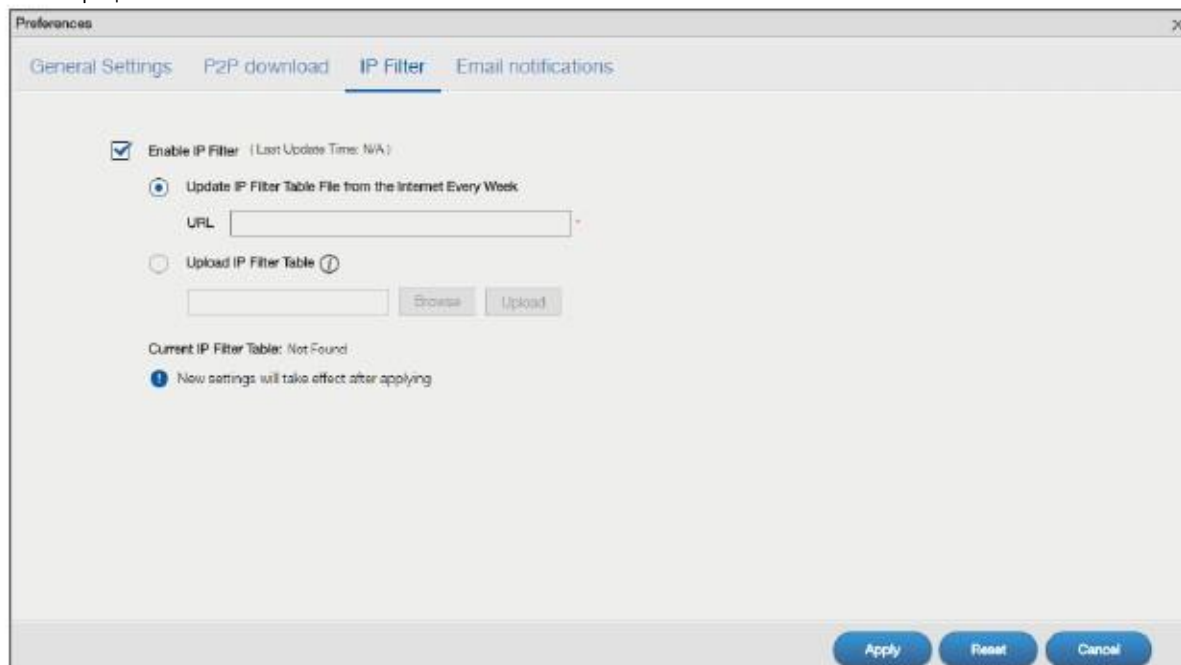 Preferences
General Settings P2P download IP Filter Email notifications
Enable IP Filter ( Last Update Time: N/A )
Update IP Filter Table File from the Internet Every Week
URL *
Upload IP Filter Table
Browse Upload
Current IP Filter Table: Not Found
New settings will take effect after applying
Apply Reset Cancel